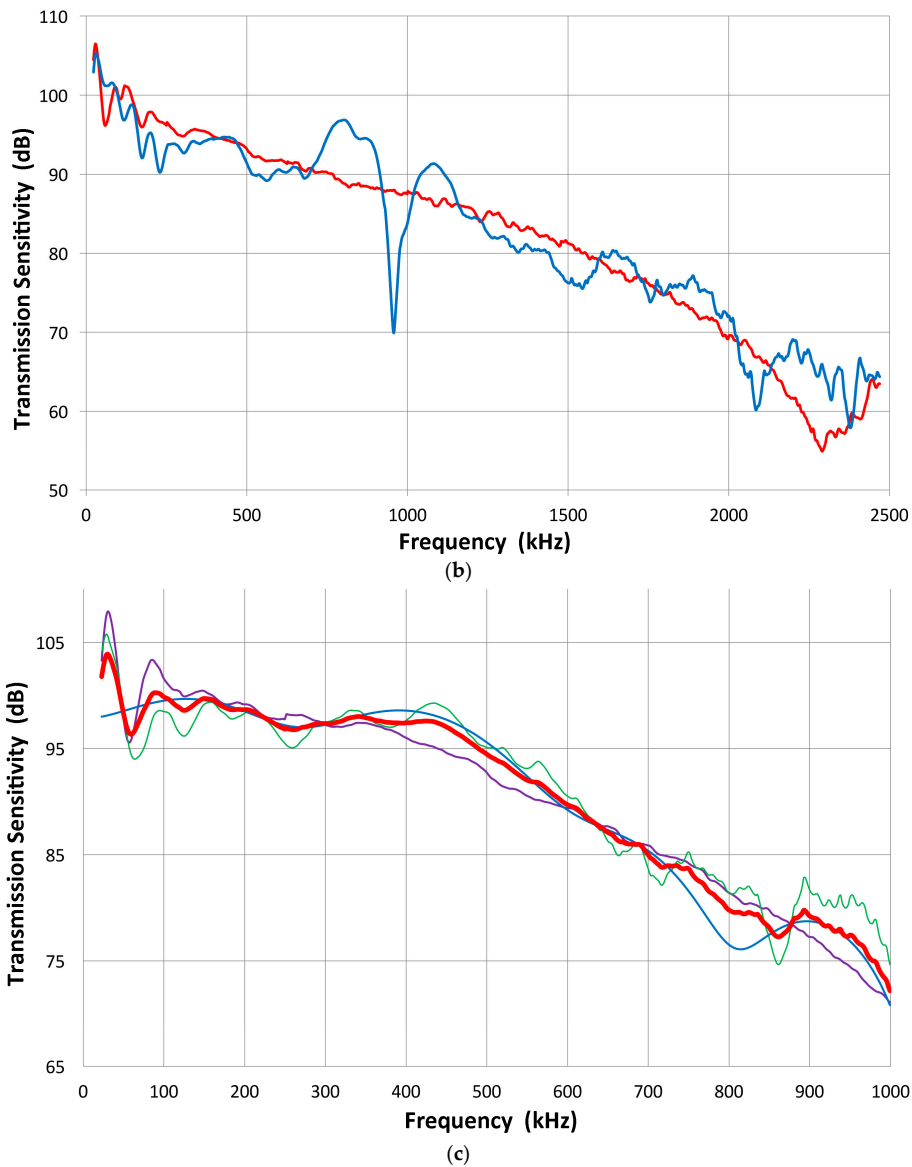 110
100
90
80
70
60
50
Transmission Sensitivity (dB)
0 500 1000 1500 2000 2500
Frequency (kHz)
(b)
105
95
85
75
65
Transmission Sensitivity (dB)
0 100 200 300 400 500 600 700 800 900 1000
Frequency (kHz)
(c)